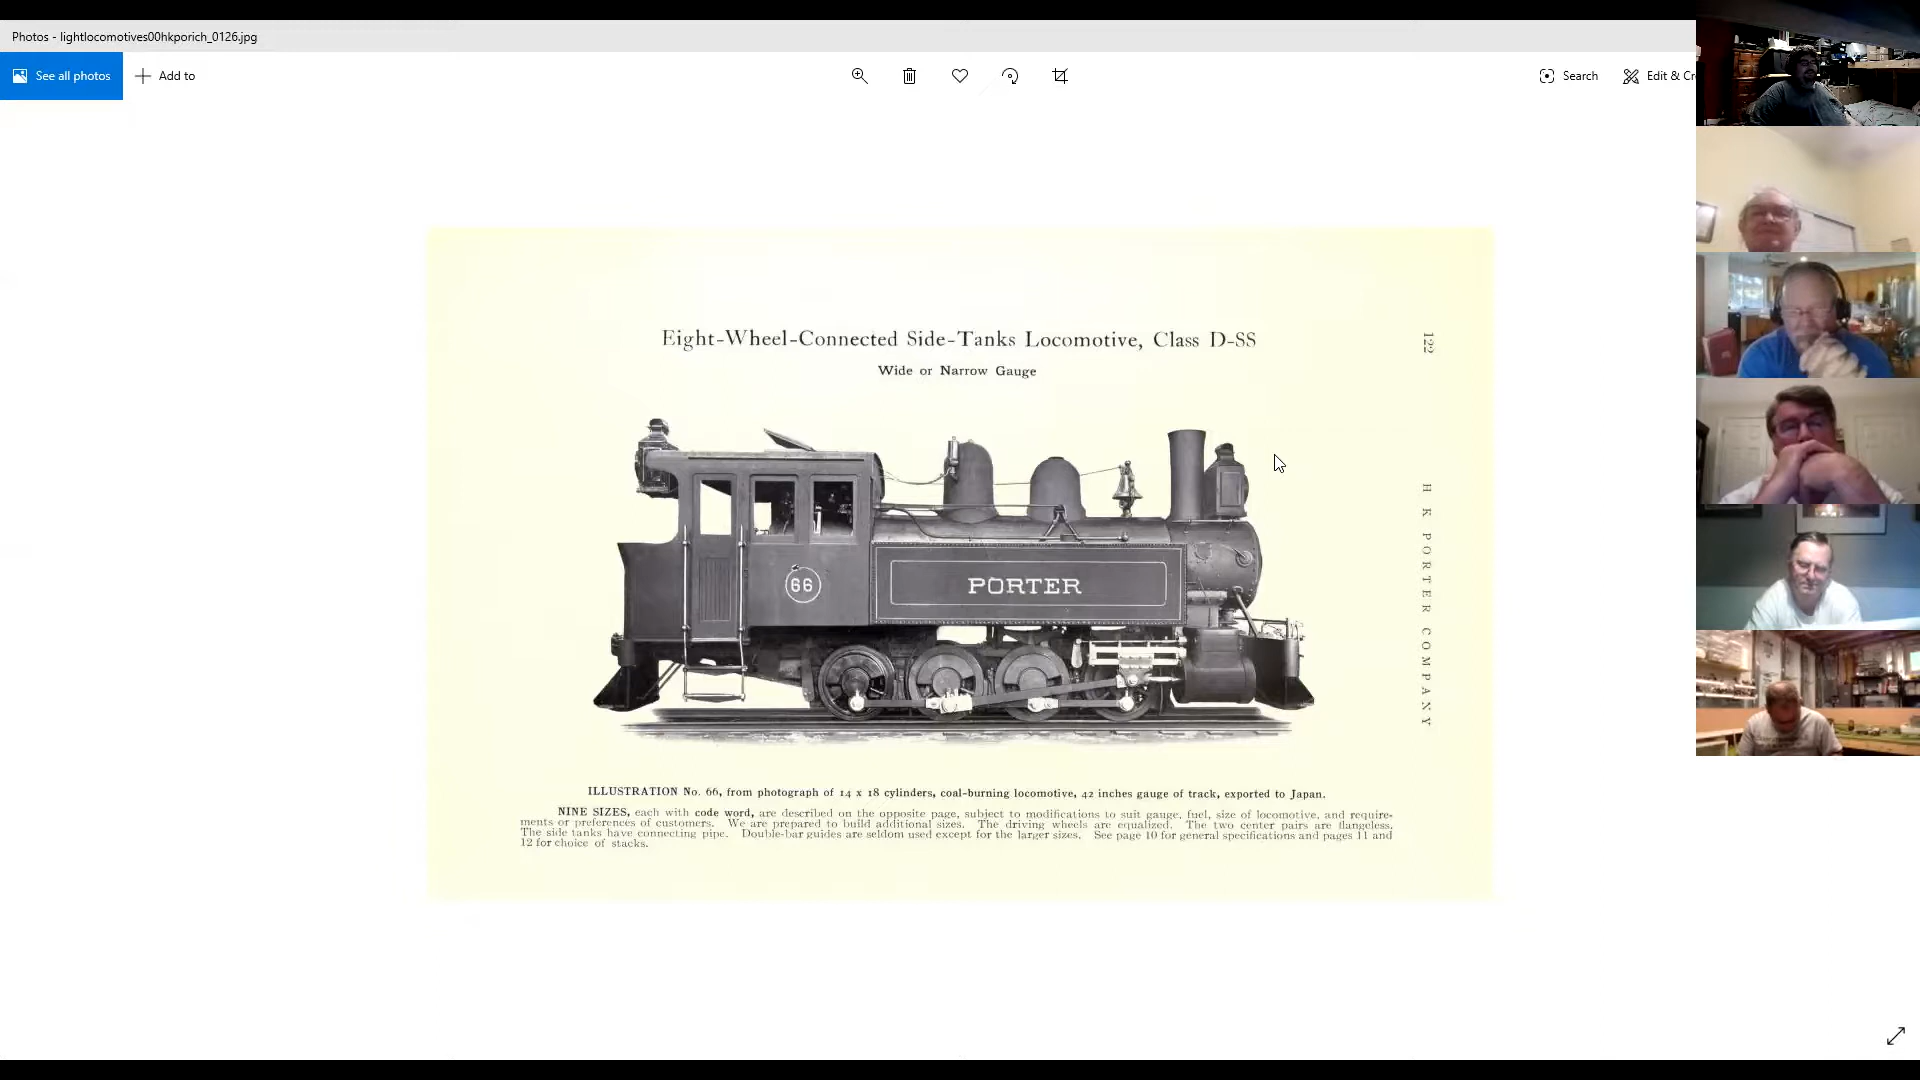 Photos - lightlocomotives00hkporich_0126.jpg
See all photos
Add to
Search
Edit & Cr
Eight-Wheel-Connected Side-Tanks Locomotive, Class D-SS
Wide or Narrow Gauge
122
H K PORTER COMPANY
66
PORTER
ILLUSTRATION No. 66, from photograph of 14 x 18 cylinders, coal-burning locomotive, 42 inches gauge of track, exported to Japan.
NINE SIZES, each with code word, are described on the opposite page, subject to modifications to suit gauge, fuel, size of locomotive, and require-
ments or preferences of customers. We are prepared to build additional sizes. The driving wheels are equalized. The two center pairs are flangeless.
The side tanks have connecting pipe. Double-bar guides are seldom used except for the larger sizes. See page 10 for general specifications and pages 11 and
12 for choice of stacks.